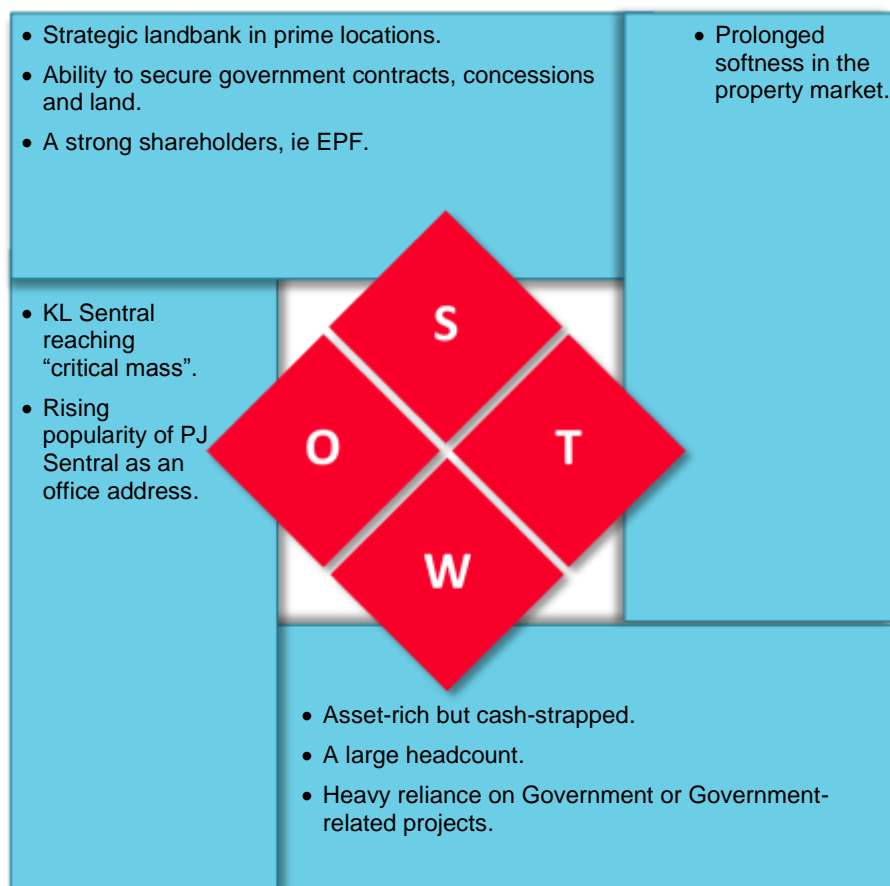 • Strategic landbank in prime locations.
• Ability to secure government contracts, concessions
and land.
• A strong shareholders, ie EPF.
• Prolonged
softness in the
property market.
• KL Sentral
reaching
“critical mass”.
• Rising
popularity of PJ
Sentral as an
office address.
S
O
T
W
• Asset-rich but cash-strapped.
• A large headcount.
• Heavy reliance on Government or Government-
related projects.